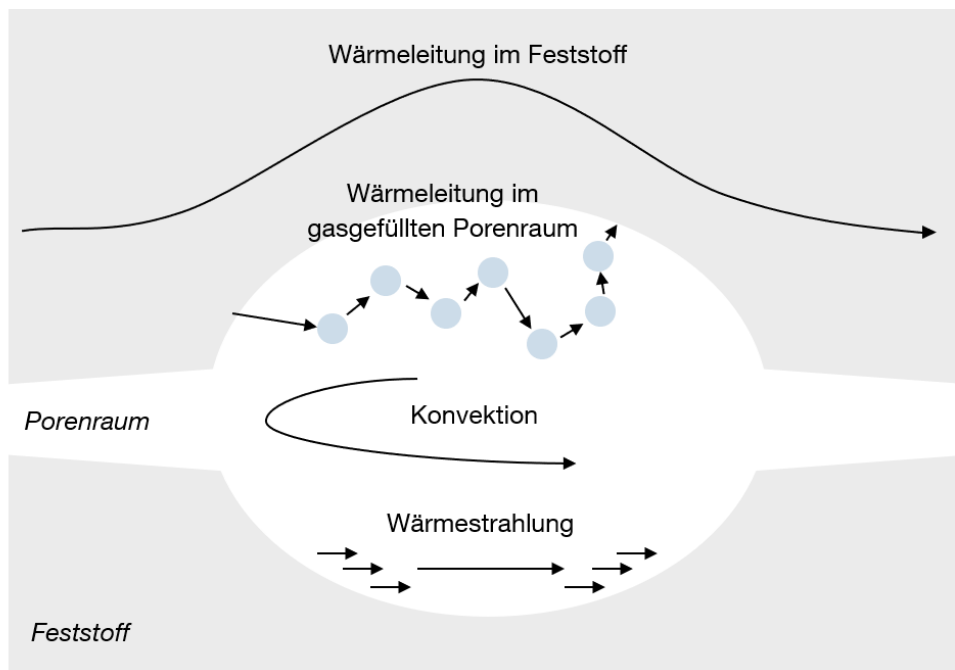 Wärmeleitung im Feststoff
Wärmeleitung im
gasgefüllten Porenraum
Porenraum
Konvektion
Wärmestrahlung
Feststoff